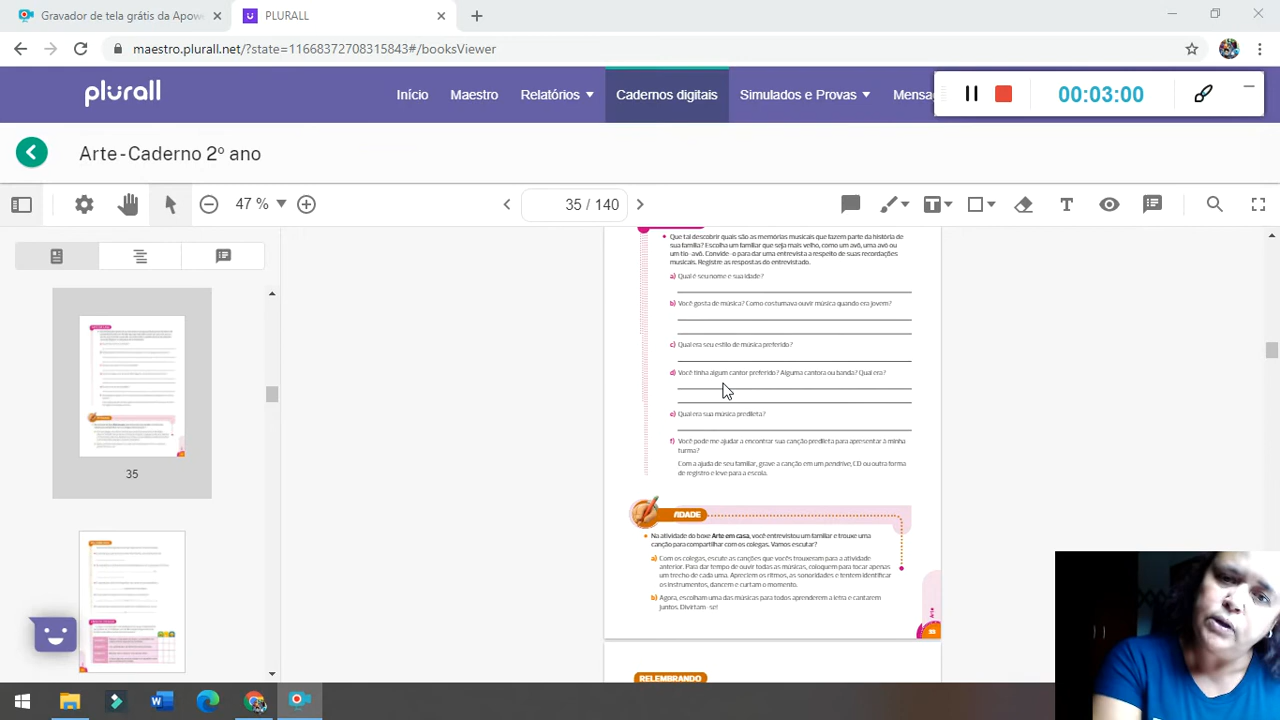 Gravador de tela grátis da Apowe
PLURALL
maestro.plurall.net/?state=11668372708315843#/booksViewer
plurall
Início
Maestro
Relatórios
Cadernos digitais
Simulados e Provas
Mensa
00:03:00
Arte - Caderno 2º ano
47 %
35 / 140
Que tal descobrir quais são as memórias musicais que fazem parte da história de
sua família? Escolha um familiar que seja mais velho, como um avô, uma avó ou
um tio-avô. Convide-o para dar uma entrevista a respeito de suas recordações
musicais. Registre as respostas do entrevistado.
a) Qual é seu nome e sua idade?
b) Você gosta de música? Como costumava ouvir música quando era jovem?
c) Qual era seu estilo de música preferido?
d) Você tinha algum cantor preferido? Alguma cantora ou banda? Qual era?
e) Qual era sua música predileta?
f) Você pode me ajudar a encontrar sua canção predileta para apresentar à minha
turma?
Com a ajuda de seu familiar, grave a canção em um pendrive, CD ou outra forma
de registro e leve para a escola.
VIDADE
Na atividade do boxe Arte em casa, você entrevistou um familiar e trouxe uma
canção para compartilhar com os colegas. Vamos escutar?
a) Com os colegas, escute as canções que vocês trouxeram para a atividade
anterior. Para dar tempo de ouvir todas as músicas, coloquem para tocar apenas
um trecho de cada uma. Apreciem os ritmos, as sonoridades e tentem identificar
os instrumentos, dancem e curtam o momento.
b) Agora, escolham uma das músicas para todos aprenderem a letra e cantarem
juntos. Divirtam-se!
Arte
35
RELEMBRANDO
35